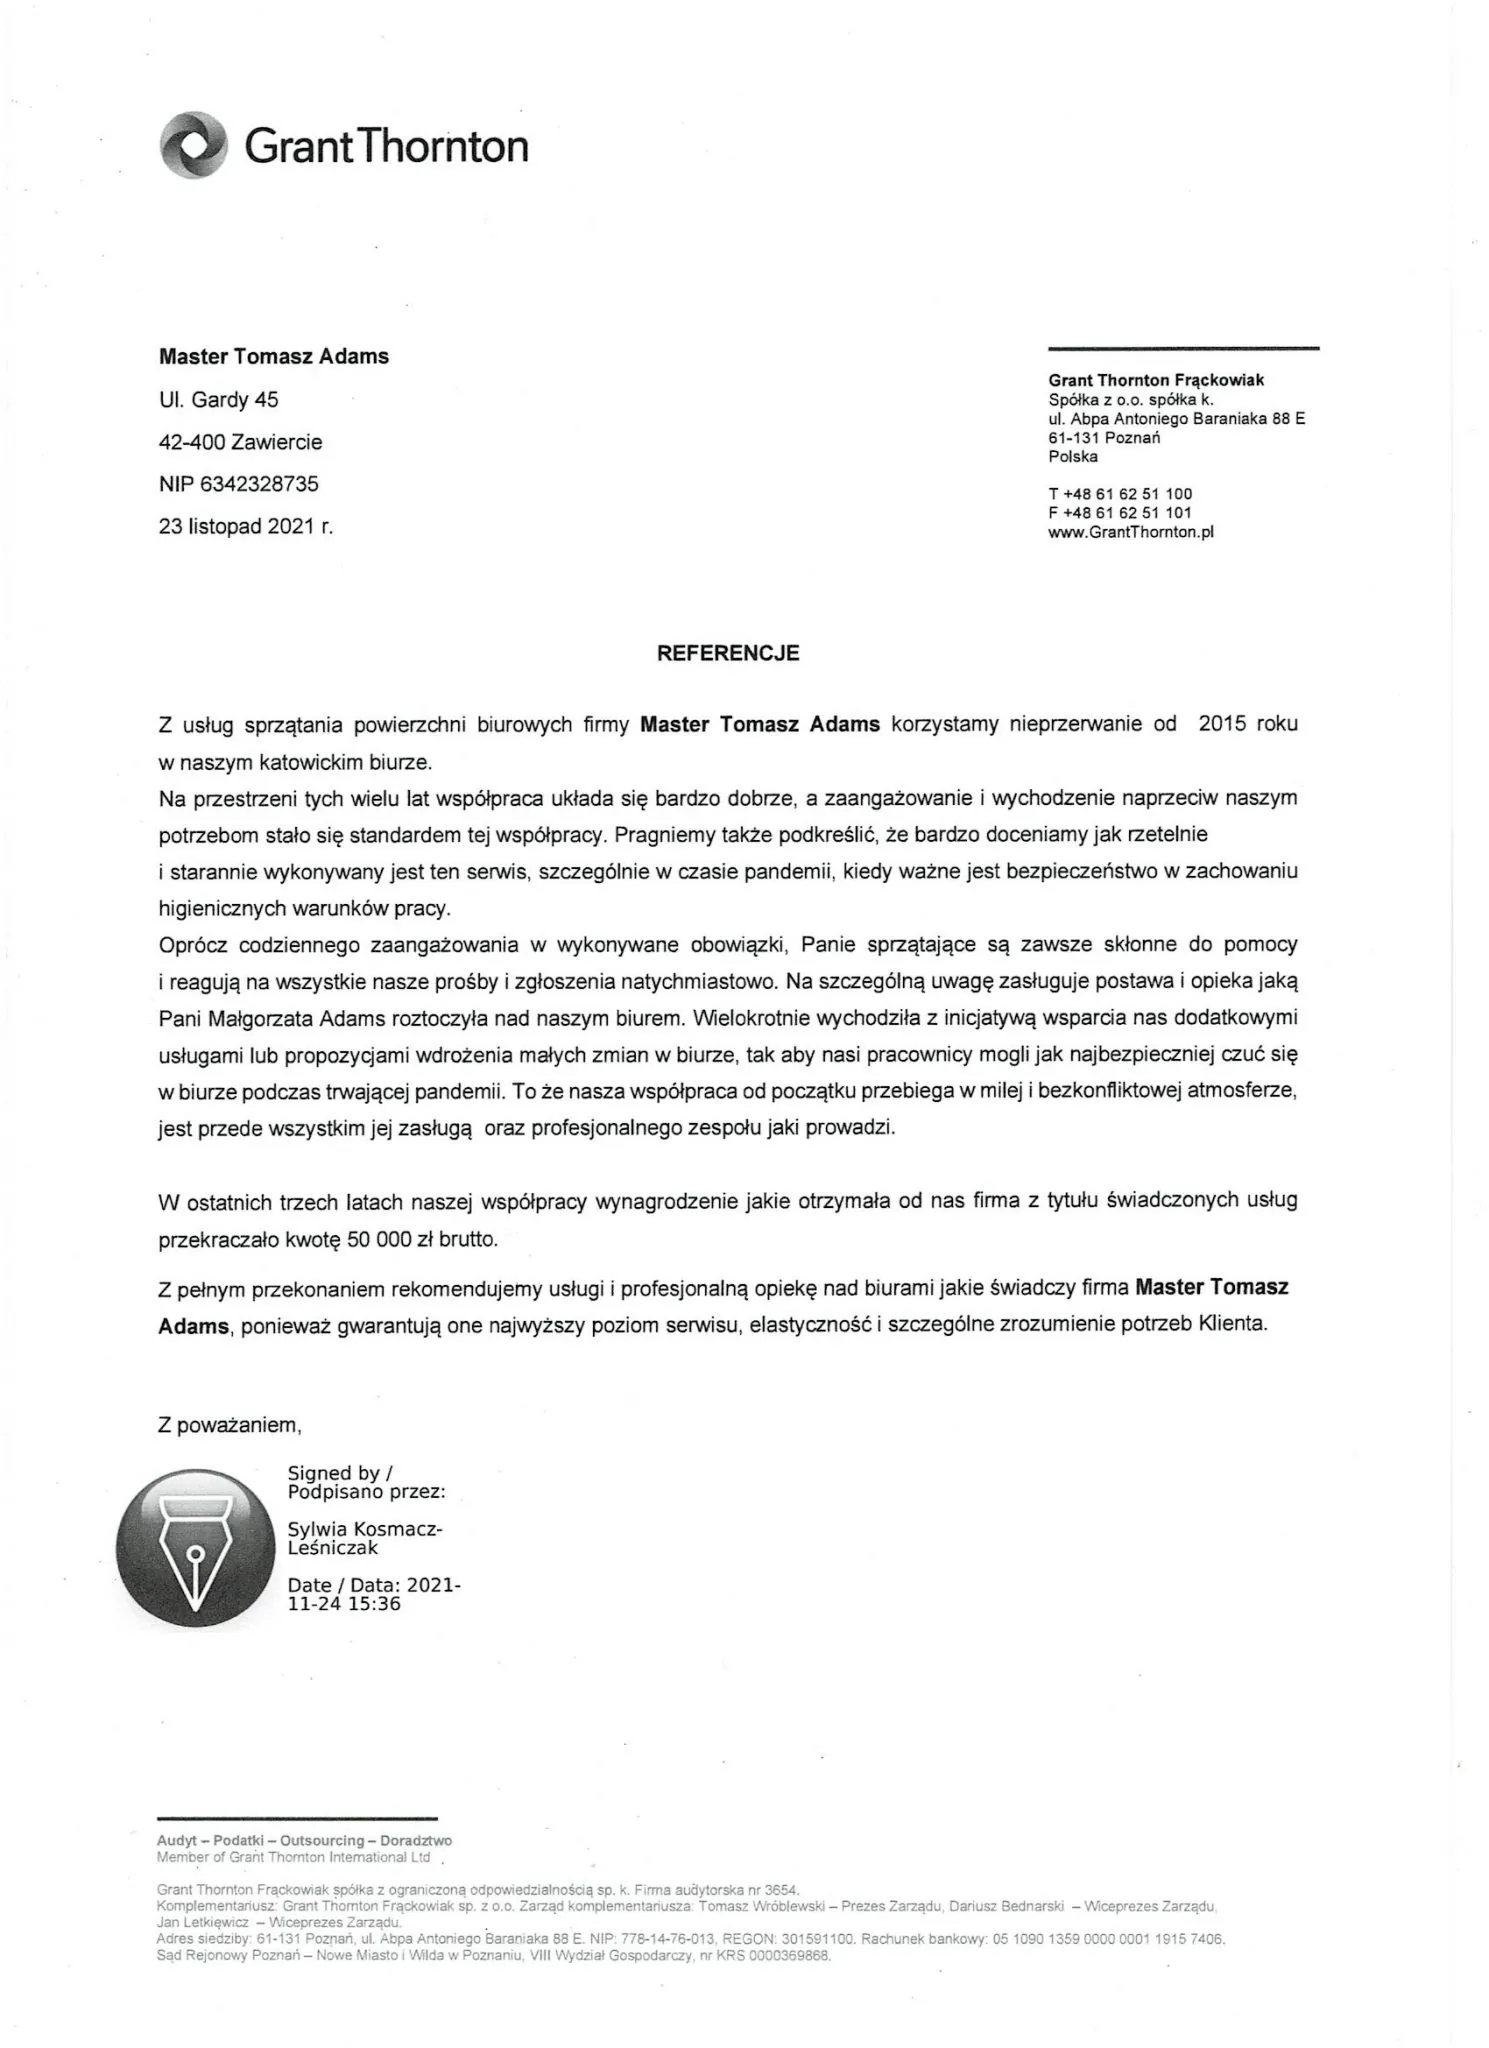 Grant Thornton
Master Tomasz Adams
Ul. Gardy 45
42-400 Zawiercie
NIP 6342328735
23 listopad 2021 r.
Grant Thornton Frąckowiak
Spółka z o.o. spółka k.
ul. Abpa Antoniego Baraniaka 88 E
61-131 Poznań
Polska
T +48 61 62 51 100
F +48 61 62 51 101
www.GrantThornton.pl
REFERENCJE
Z usług sprzątania powierzchni biurowych firmy Master Tomasz Adams korzystamy nieprzerwanie od 2015 roku
w naszym katowickim biurze.
Na przestrzeni tych wielu lat współpraca układa się bardzo dobrze, a zaangażowanie i wychodzenie naprzeciw naszym
potrzebom stało się standardem tej współpracy. Pragniemy także podkreślić, że bardzo doceniamy jak rzetelnie
i starannie wykonywany jest ten serwis, szczególnie w czasie pandemii, kiedy ważne jest bezpieczeństwo w zachowaniu
higienicznych warunków pracy.
Oprócz codziennego zaangażowania w wykonywane obowiązki, Panie sprzątające są zawsze skłonne do pomocy
i reagują na wszystkie nasze prośby i zgłoszenia natychmiastowo. Na szczególną uwagę zasługuje postawa i opieka jaką
Pani Małgorzata Adams roztoczyła nad naszym biurem. Wielokrotnie wychodziła z inicjatywą wsparcia nas dodatkowymi
usługami lub propozycjami wdrożenia małych zmian w biurze, tak aby nasi pracownicy mogli jak najbezpieczniej czuć się
w biurze podczas trwającej pandemii. To że nasza współpraca od początku przebiega w milej i bezkonfliktowej atmosferze,
jest przede wszystkim jej zasługą oraz profesjonalnego zespołu jaki prowadzi.
W ostatnich trzech latach naszej współpracy wynagrodzenie jakie otrzymała od nas firma z tytułu świadczonych usług
przekraczało kwotę 50 000 zł brutto.
Z pełnym przekonaniem rekomendujemy usługi i profesjonalną opiekę nad biurami jakie świadczy firma Master Tomasz
Adams, ponieważ gwarantują one najwyższy poziom serwisu, elastyczność i szczególne zrozumienie potrzeb Klienta.
Z poważaniem,
Signed by /
Podpisano przez:
Sylwia Kosmacz-
Leśniczak
Date / Data: 2021-
11-24 15:36
Audyt – Podatki – Outsourcing – Doradztwo
Member of Grant Thornton International Ltd
Grant Thornton Frąckowiak spółka z ograniczoną odpowiedzialnością sp. k. Firma audytorska nr 3654.
Komplementariusz: Grant Thornton Frąckowiak sp. z o.o. Zarząd komplementariusza: Tomasz Wróblewski – Prezes Zarządu, Dariusz Bednarski – Wiceprezes Zarządu,
Jan Letkiewicz – Wiceprezes Zarządu.
Adres siedziby: 61-131 Poznań, ul. Abpa Antoniego Baraniaka 88 E. NIP: 778-14-76-013, REGON: 301591100. Rachunek bankowy: 05 1090 1359 0000 0001 1915 7406.
Sąd Rejonowy Poznań – Nowe Miasto i Wilda w Poznaniu, VIII Wydział Gospodarczy, nr KRS 0000369868.